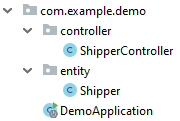 com.example.demo
controller
ShipperController
entity
Shipper
DemoApplication